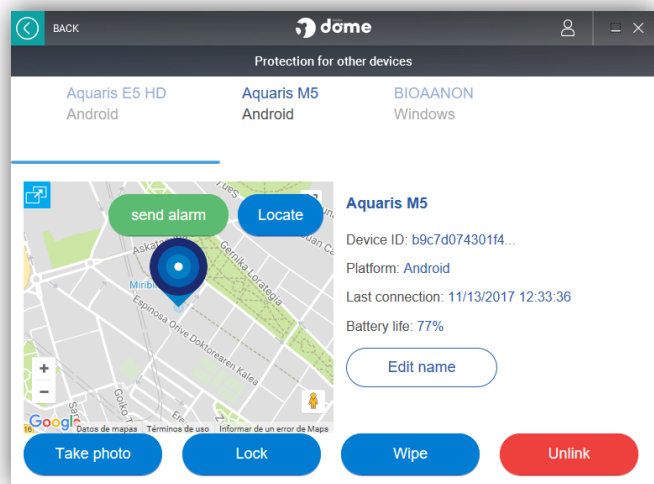 BACK
dome
Protection for other devices
Aquaris E5 HD
Android
Aquaris M5
Android
BIOAANON
Windows
send alarm
Locate
Askatas
Gernika Lorategia
Espinosa Orive Doktorearen Kalea
Goiko
Google
Datos de mapas
Términos de uso
Informar de un error de Maps
Aquaris M5
Device ID: b9c7d074301f4...
Platform: Android
Last connection: 11/13/2017 12:33:36
Battery life: 77%
Edit name
Take photo
Lock
Wipe
Unlink